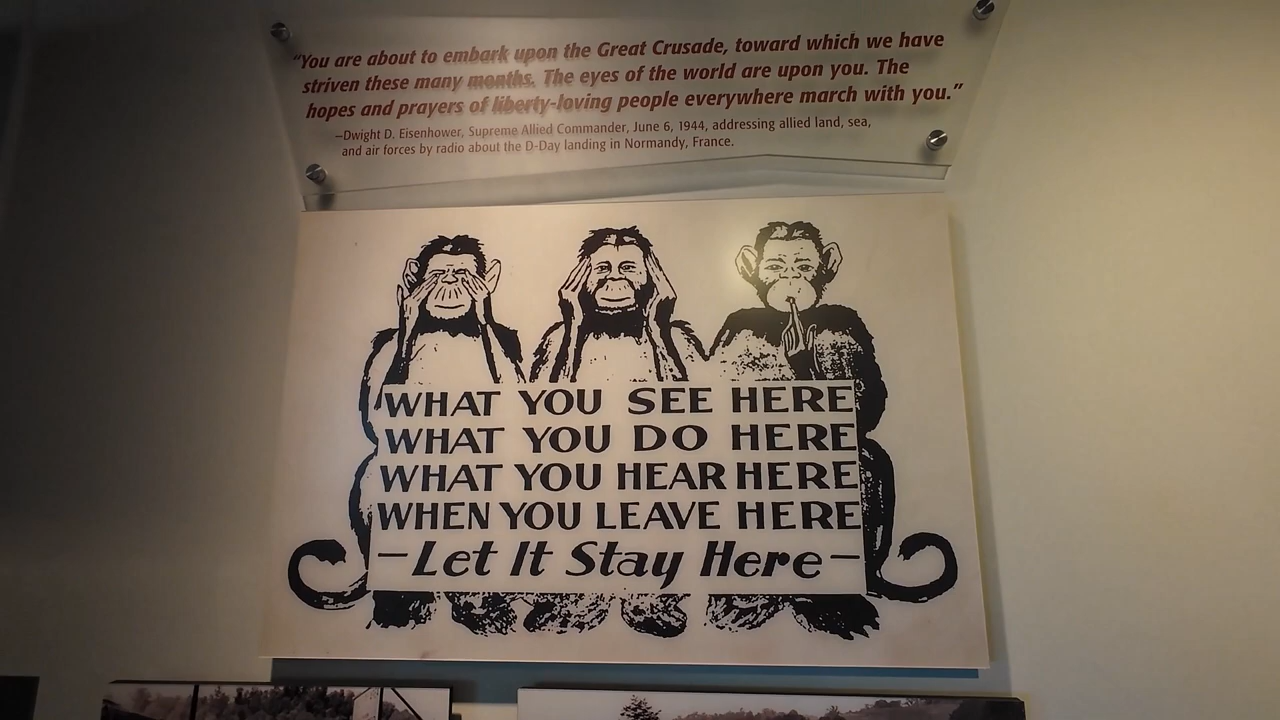 “You are about to embark upon the Great Crusade, toward which we have
striven these many months. The eyes of the world are upon you. The
hopes and prayers of liberty-loving people everywhere march with you.”
—Dwight D. Eisenhower, Supreme Allied Commander, June 6, 1944, addressing allied land, sea,
and air forces by radio about the D-Day landing in Normandy, France.
WHAT YOU SEE HERE
WHAT YOU DO HERE
WHAT YOU HEAR HERE
WHEN YOU LEAVE HERE
—Let It Stay Here—